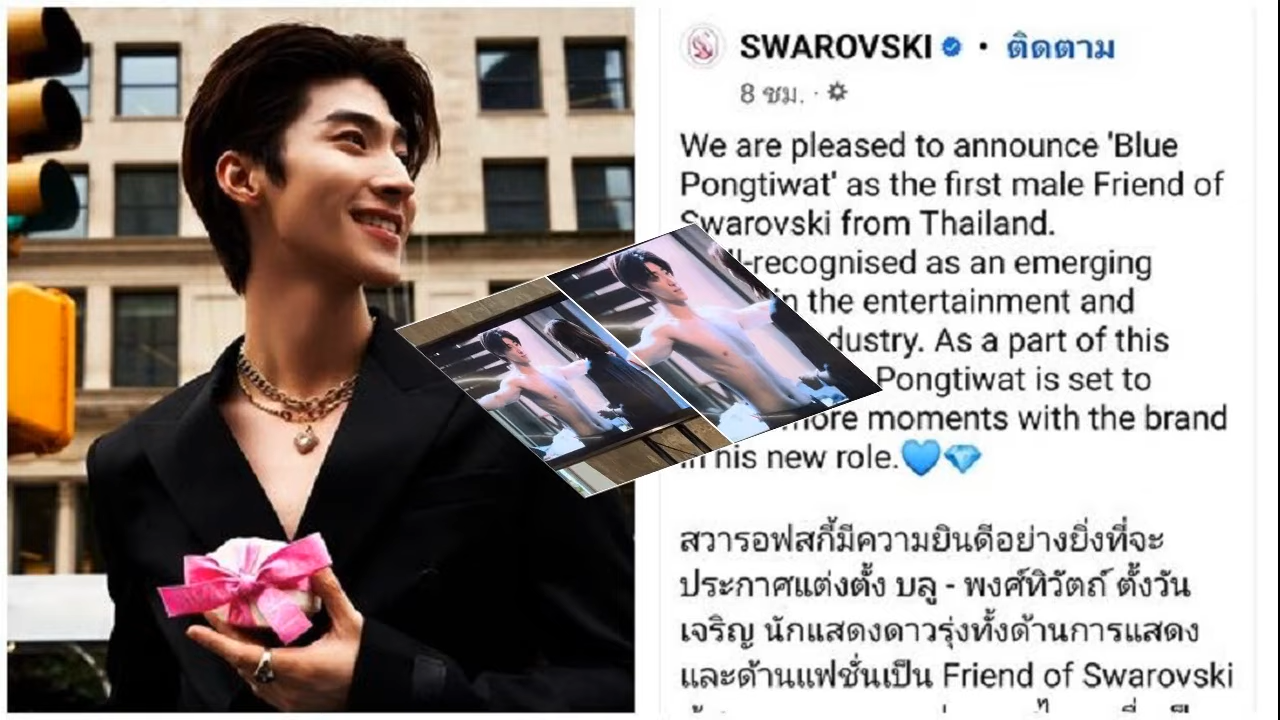 SWAROVSKI • ติดตาม
8 ชม. ·
We are pleased to announce 'Blue
Pongtiwat' as the first male Friend of
Swarovski from Thailand.
-recognised as an emerging
in the entertainment and
As a part of this
Pongtiwat is set to
more moments with the brand
in his new role.💙💎
สวารอฟสกี้มีความยินดีอย่างยิ่งที่จะ
ประกาศแต่งตั้ง บลู - พงศ์ทิวัตถ์ ตั้งวัน
เจริญ นักแสดงดาวรุ่งทั้งด้านการแสดง
และด้านแฟชั่นเป็น Friend of Swarovski